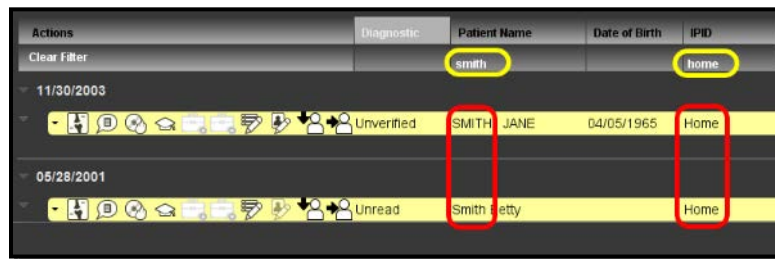 Actions Diagnostic Patient Name Date of Birth IPID
Clear Filter smith home
11/30/2003
Unverified SMITH JANE 04/05/1965 Home
05/28/2001
Unread Smith Betty Home